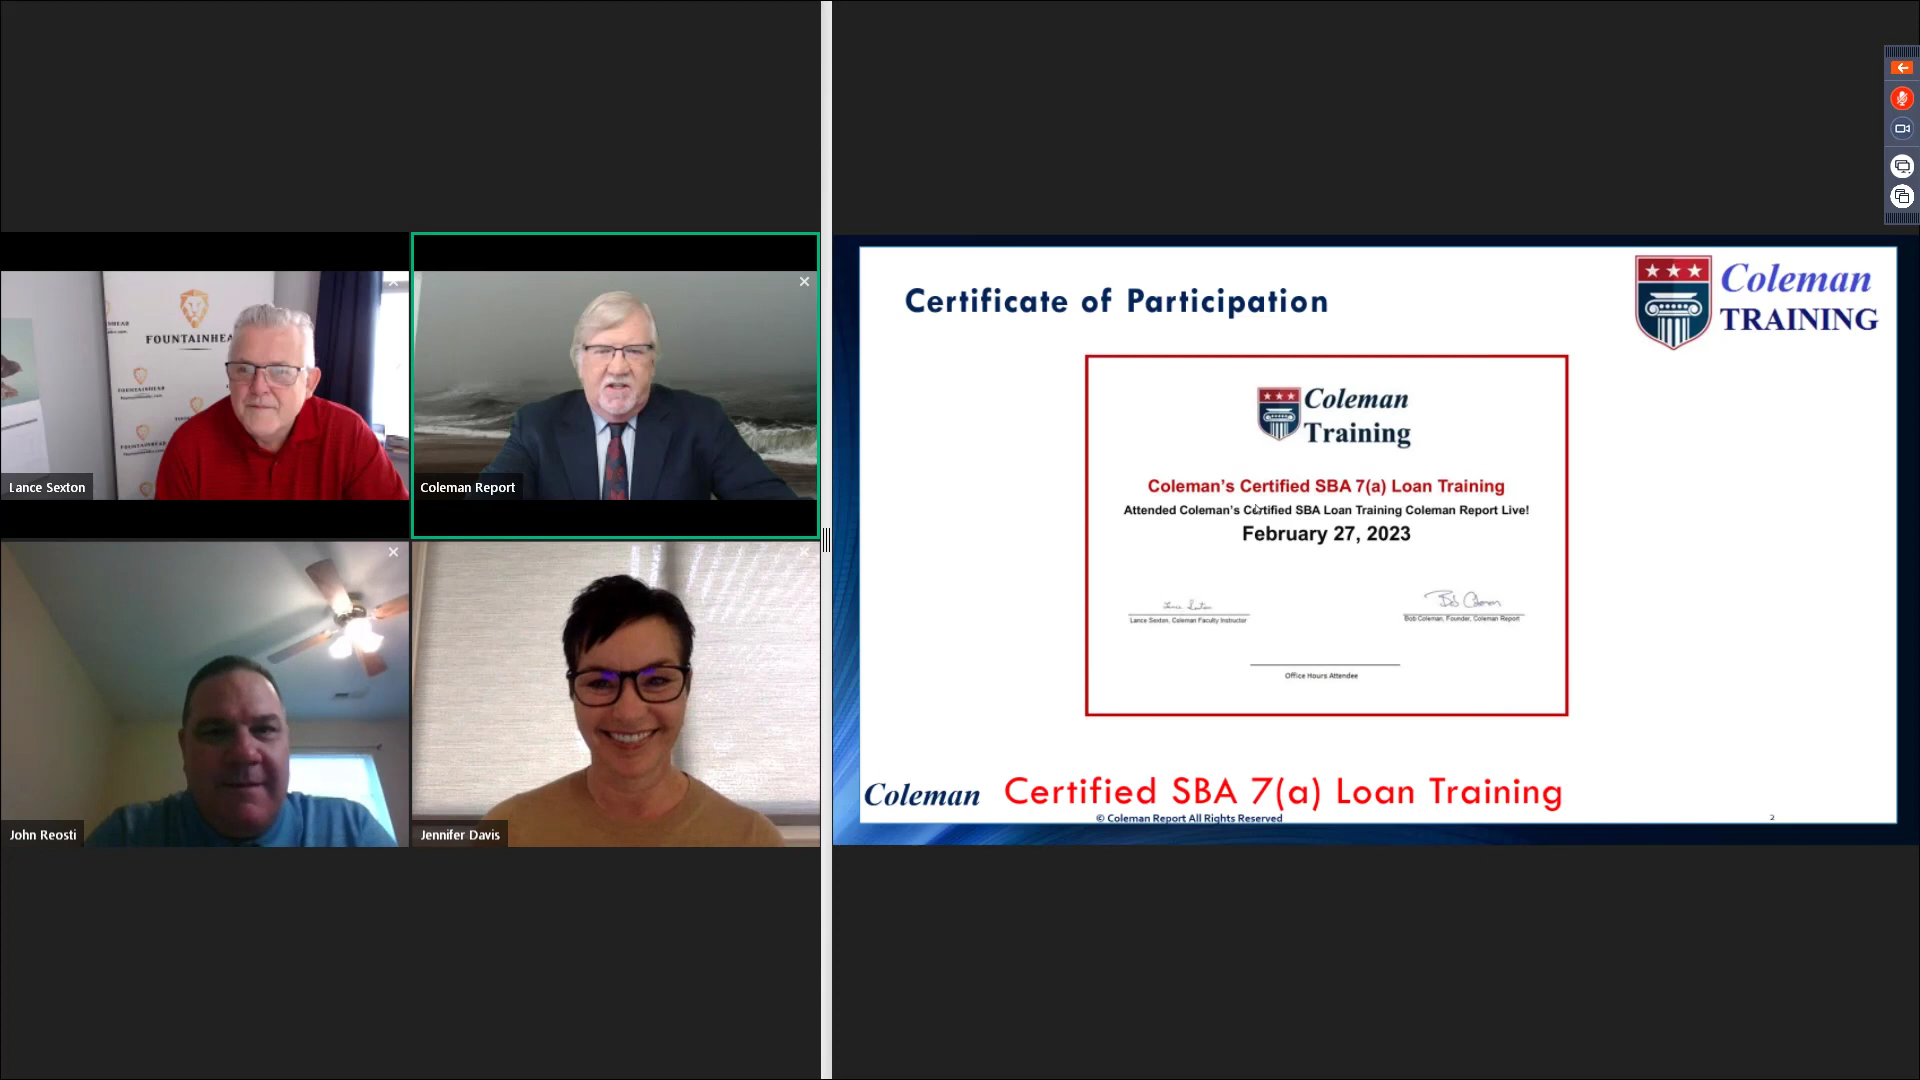 FOUNTAINHEA
FOUNTAINHEAD
FOUNTAINHEAD
Lance Sexton
Coleman Report
John Reosti
Jennifer Davis
Certificate of Participation
Coleman
TRAINING
Coleman
Training
Coleman's Certified SBA 7(a) Loan Training
Attended Coleman's Certified SBA Loan Training Coleman Report Live!
February 27, 2023
Lance Sexton, Coleman Faculty Instructor
Bob Coleman, Founder, Coleman Report
Office Hours Attendee
Coleman
Certified SBA 7(a) Loan Training
© Coleman Report All Rights Reserved
2